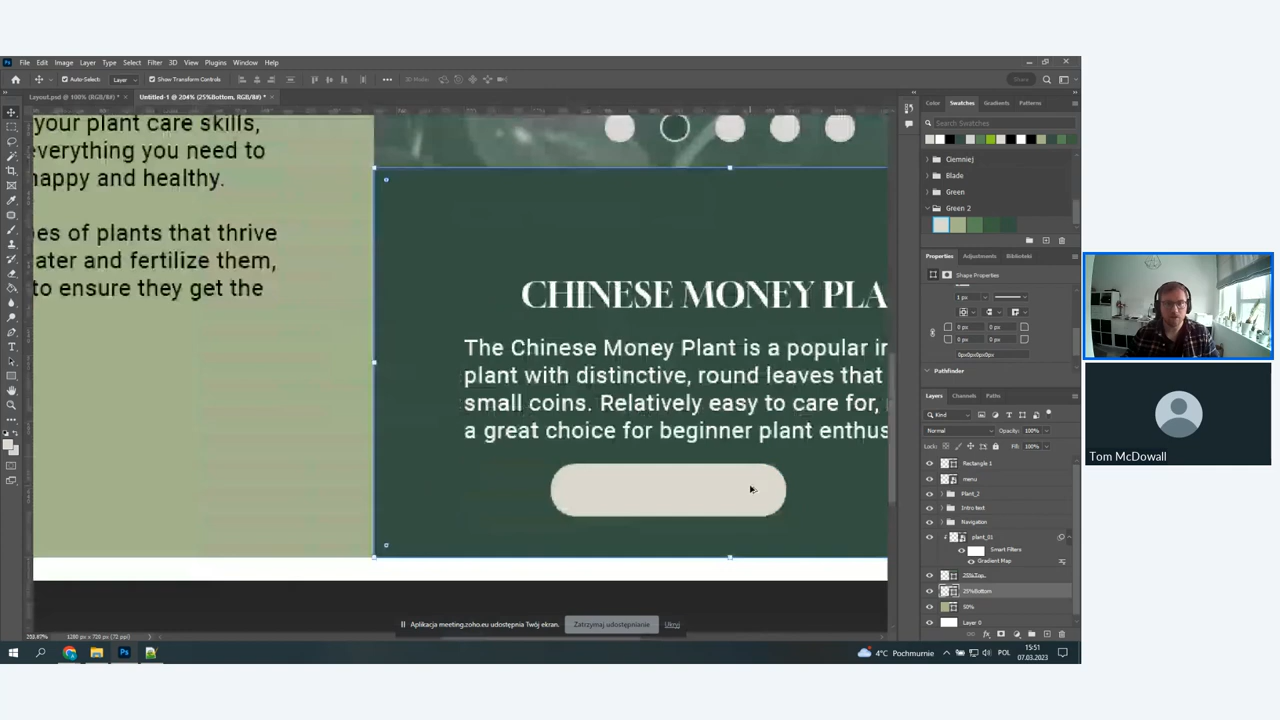 File Edit Image Layer Type Select Filter 3D View Plugins Window Help
Auto-Select: Layer Show Transform Controls 3D Mode Share
Layout.psd @ 100% (RGB/8#) * × Untitled-1 @ 204% (25%Bottom, RGB/8#) * ×
your plant care skills,
everything you need to
happy and healthy.
es of plants that thrive
ater and fertilize them,
to ensure they get the
CHINESE MONEY PLA
The Chinese Money Plant is a popular in
plant with distinctive, round leaves that
small coins. Relatively easy to care for,
a great choice for beginner plant enthus
Color Swatches Gradients Patterns
Search Swatches
Ciemniej
Blade
Green
Green 2
Properties Adjustments Biblioteki
Shape Properties
1 px
0 px 0 px
0 px 0 px
0px0px0px0px
Pathfinder
Layers Channels Paths
Kind
Normal Opacity: 100%
Lock: Fill: 100%
Rectangle 1
menu
Plant_2
Intro text
Navigation
plant_01
Smart Filters
Gradient Map
25%Top
25%Bottom
50%
Layer 0
1280 px x 720 px (72 ppi)
Aplikacja meeting.zoho.eu udostępnia Twój ekran. Zatrzymaj udostępnianie Ukryj
4°C Pochmurnie POL 15:51
07.03.2023
Tom McDowall